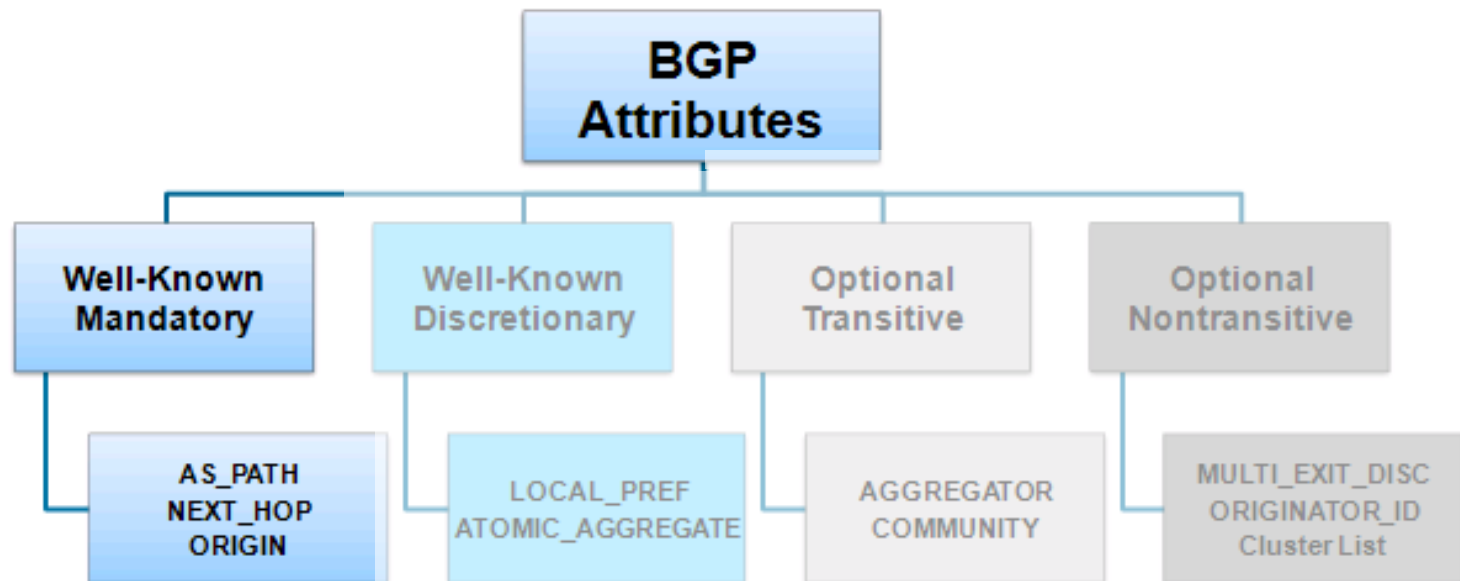 BGP
Attributes
Well-Known
Mandatory
Well-Known
Discretionary
Optional
Transitive
Optional
Nontransitive
AS_PATH
NEXT_HOP
ORIGIN
LOCAL_PREF
ATOMIC_AGGREGATE
AGGREGATOR
COMMUNITY
MULTI_EXIT_DISC
ORIGINATOR_ID
Cluster List